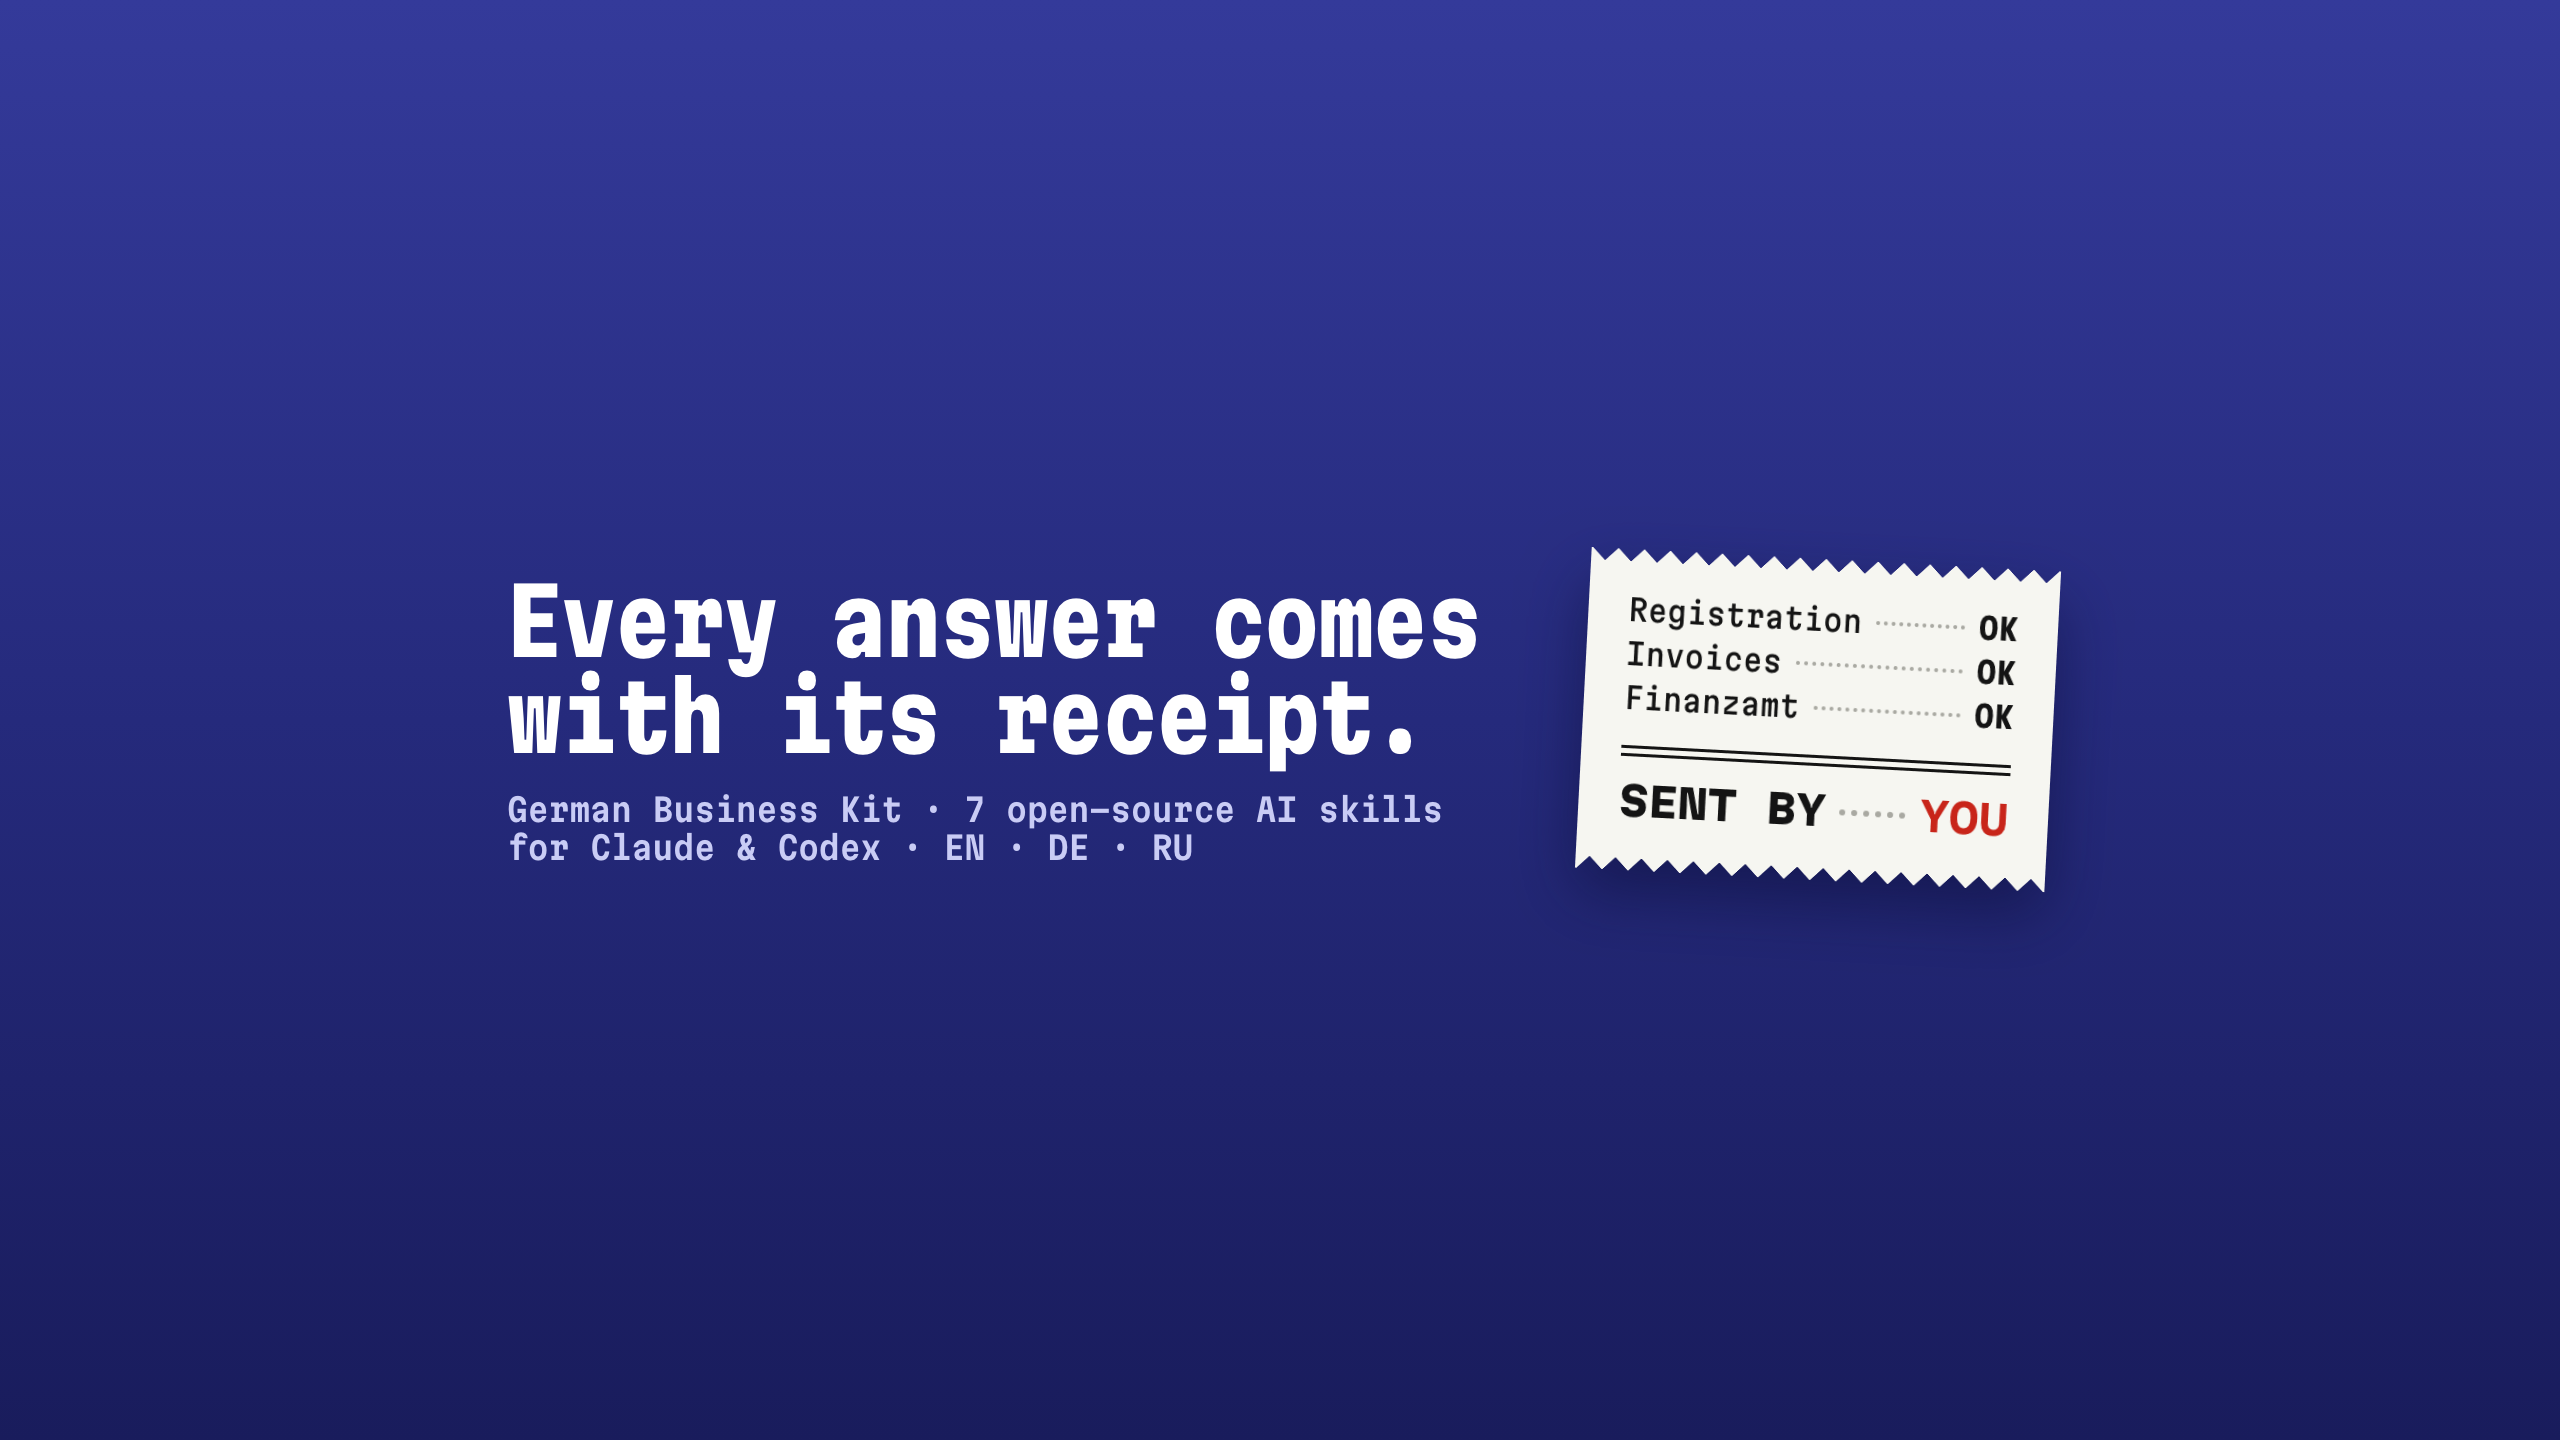 Every answer comes
with its receipt.
German Business Kit · 7 open-source AI skills
for Claude & Codex · EN · DE · RU
Registration ........... OK
Invoices ..................... OK
Finanzamt ................... OK
SENT BY ...... YOU